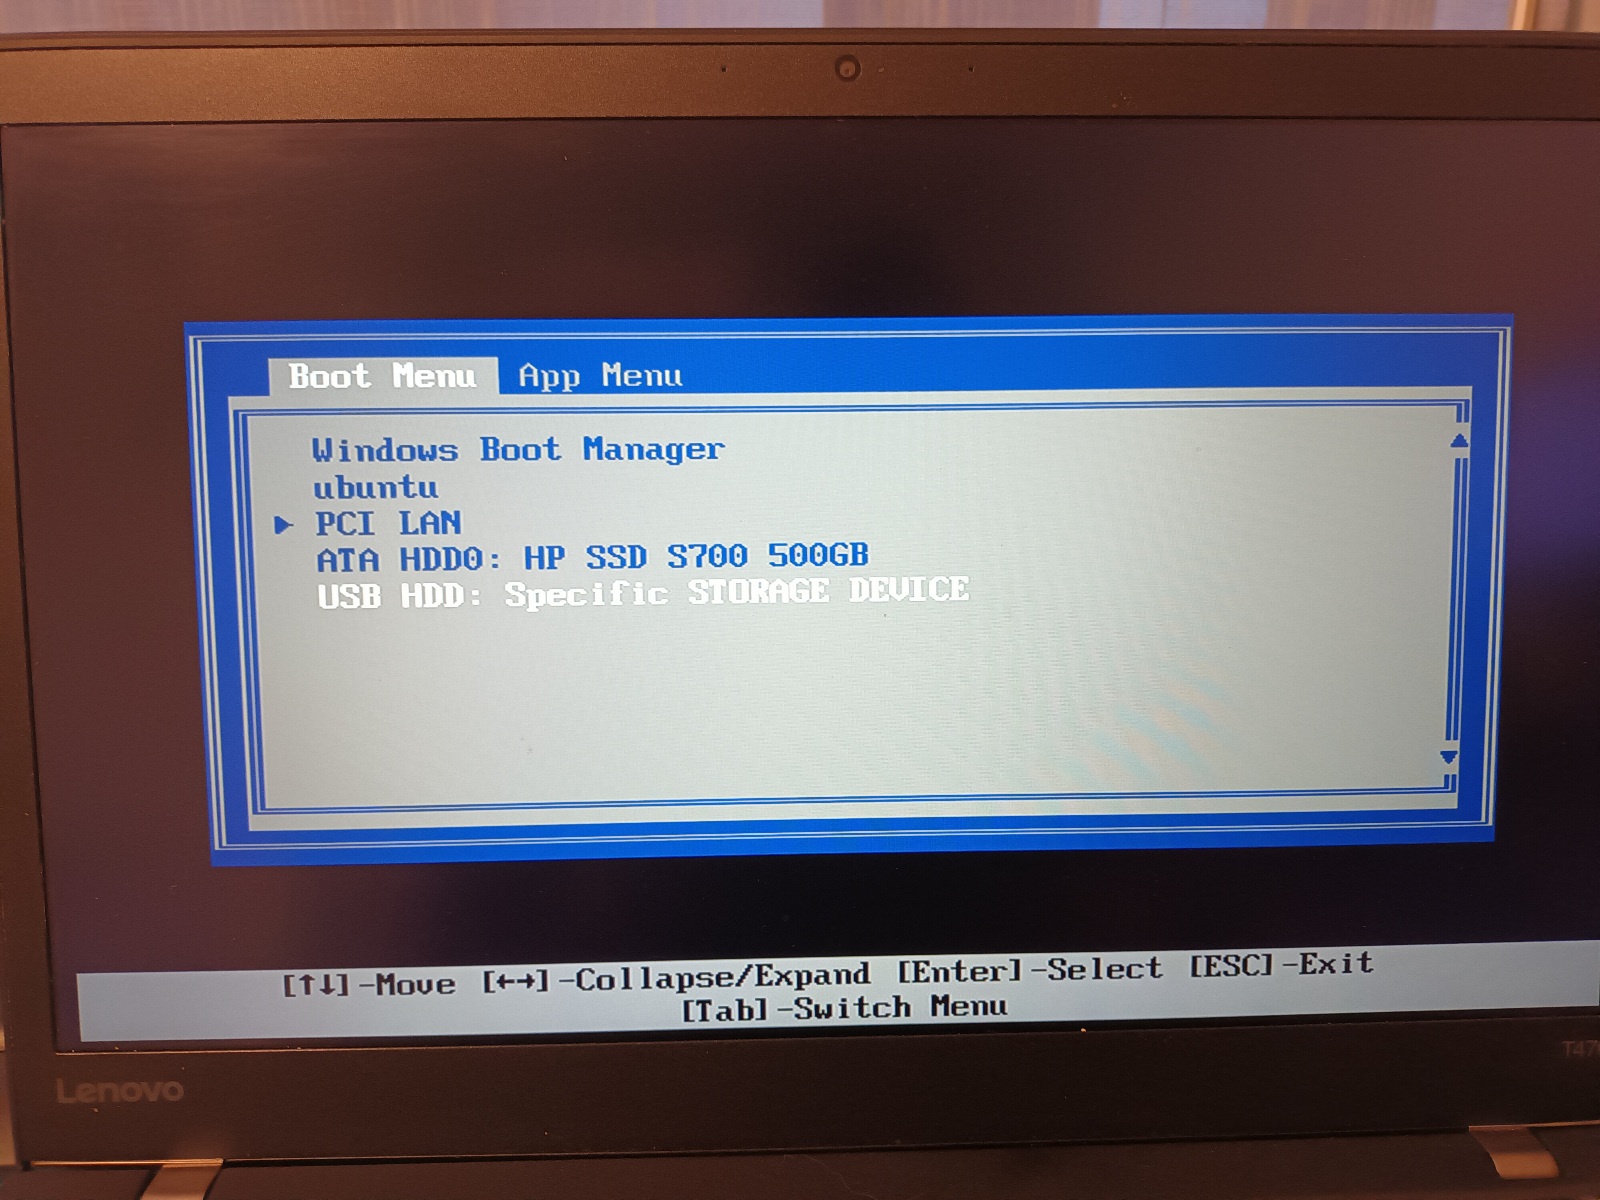 Boot Menu App Menu
Windows Boot Manager
ubuntu
PCI LAN
ATA HDD0: HP SSD S700 500GB
USB HDD: Specific STORAGE DEVICE
[↑↓]-Move [←→]-Collapse/Expand [Enter]-Select [ESC]-Exit
[Tab]-Switch Menu
Lenovo